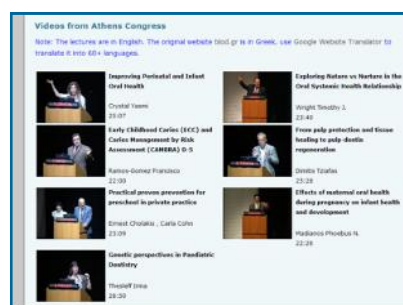 Videos from Athens Congress
Note: The lectures are in English. The original website blod.gr is in Greek, use Google Website Translator to
translate it into 60+ languages.
Improving Perinatal and Infant
Oral Health
Crystal Yasmi
25:07
Exploring Nature vs Nurture in the
Oral Systemic Health Relationship
Wright Timothy J.
23:40
Early Childhood Caries (ECC) and
Caries Management by Risk
Assessment (CAMBRA) 0-5
Ramos-Gomez Francisco
22:00
From pulp protection and tissue
healing to pulp-dentin
regeneration
Dimitis Tziafas
25:28
Practical proven prevention for
preschool in private practice
Ernest Cholakis , Carla Cohn
23:09
Effects of maternal oral health
during pregnancy on infant health
and development
Madianos Phoebus N.
22:28
Genetic perspectives in Paediatric
Dentistry
Thesleff Irma
28:50